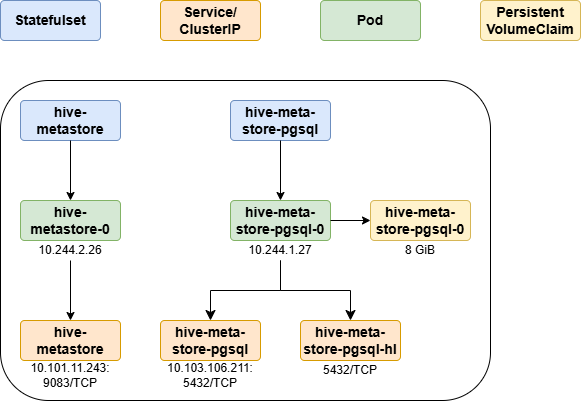 Statefulset
Service/
ClusterIP
Pod
Persistent
VolumeClaim
hive-
metastore
hive-meta-
store-pgsql
hive-
metastore-0
10.244.2.26
hive-meta-
store-pgsql-0
10.244.1.27
hive-meta-
store-pgsql-0
8 GiB
hive-
metastore
10.101.11.243:
9083/TCP
hive-meta-
store-pgsql
10.103.106.211:
5432/TCP
hive-meta-
store-pgsql-hl
5432/TCP